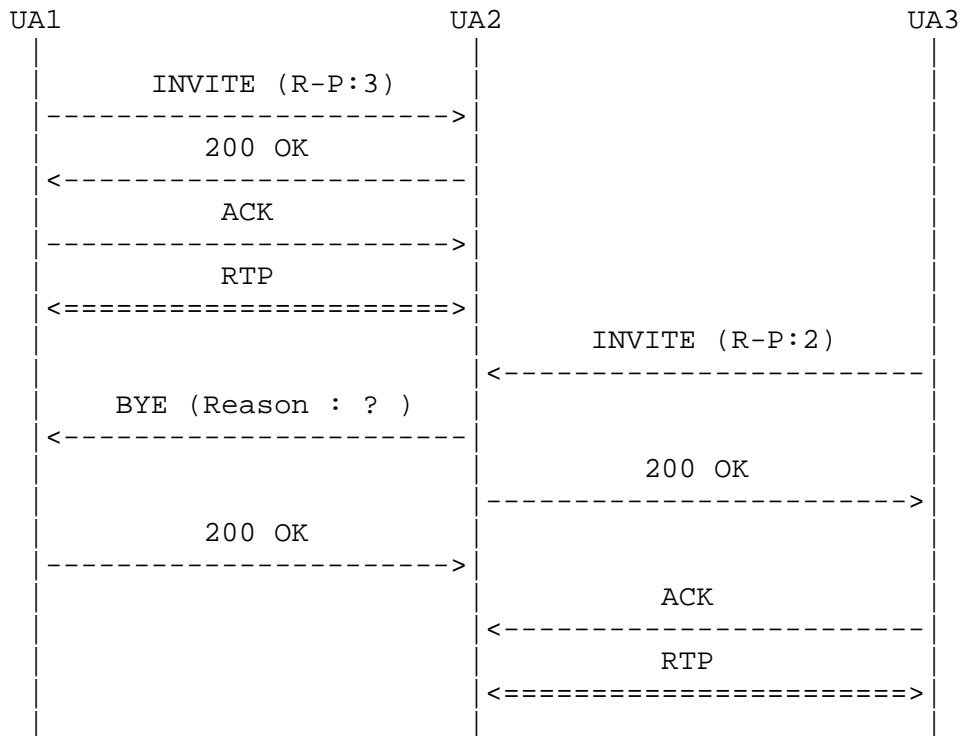 UA1 UA2 UA3
INVITE (R-P:3)
200 OK
ACK
RTP
INVITE (R-P:2)
BYE (Reason : ? )
200 OK
200 OK
ACK
RTP